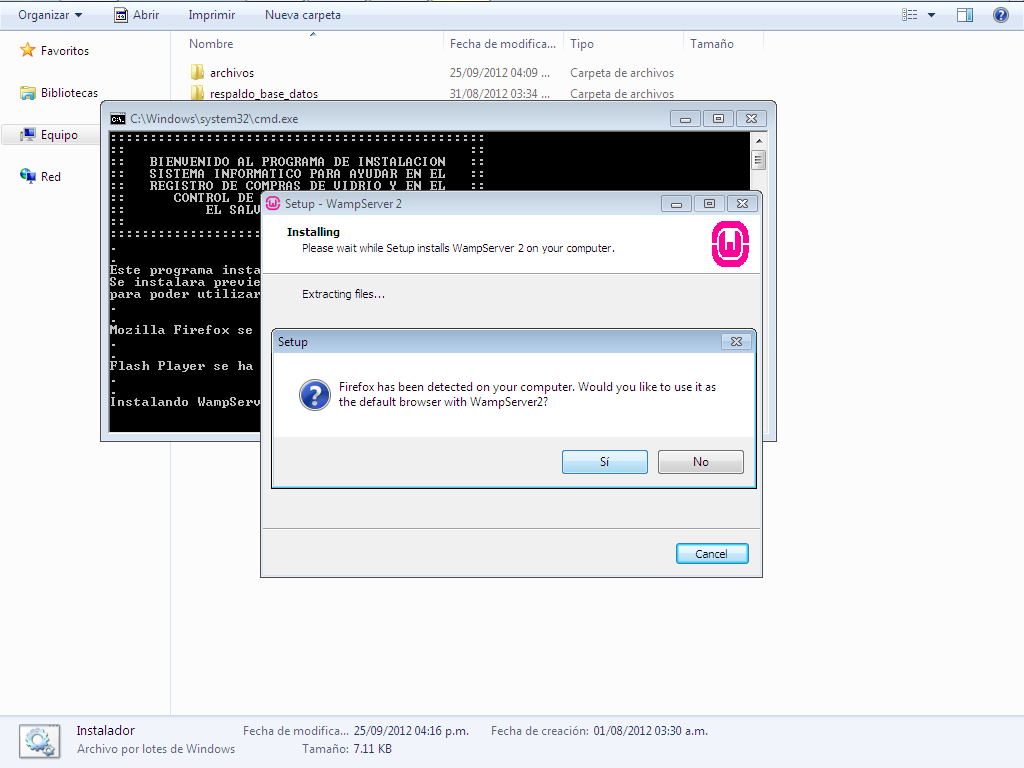 Organizar Abrir Imprimir Nueva carpeta
Favoritos
Bibliotecas
Equipo
Red
Nombre Fecha de modifica... Tipo Tamaño
archivos 25/09/2012 04:09 ... Carpeta de archivos
respaldo_base_datos 31/08/2012 03:34 ... Carpeta de archivos
C:\Windows\system32\cmd.exe
::::::::::::::::::::::::::::::::::::::::::::::::
::                                            ::
::   BIENVENIDO AL PROGRAMA DE INSTALACION   ::
::   SISTEMA INFORMATICO PARA AYUDAR EN EL   ::
::   REGISTRO DE COMPRAS DE VIDRIO Y EN EL   ::
::      CONTROL DE
::          EL SALV
::
:::::::::::::::::::
.
.
Este programa insta
Se instalara previe
para poder utilizar
.
.
Mozilla Firefox se
.
.
Flash Player se ha
.
.
Instalando WampServ
Setup - WampServer 2
Installing
Please wait while Setup installs WampServer 2 on your computer.
Extracting files...
Setup
Firefox has been detected on your computer. Would you like to use it as
the default browser with WampServer2?
Sí No
Cancel
Instalador Fecha de modifica... 25/09/2012 04:16 p.m. Fecha de creación: 01/08/2012 03:30 a.m.
Archivo por lotes de Windows Tamaño: 7.11 KB